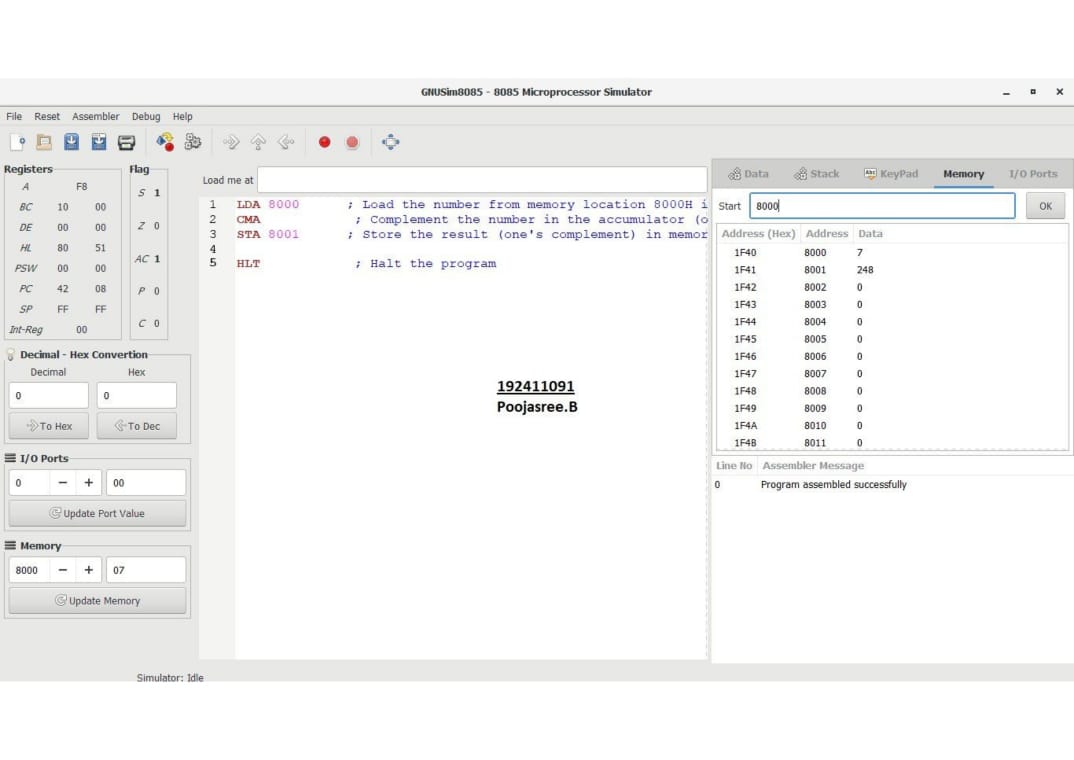 GNUSim8085 - 8085 Microprocessor Simulator
File Reset Assembler Debug Help
Registers
A F8
BC 10 00
DE 00 00
HL 80 51
PSW 00 00
PC 42 08
SP FF FF
Int-Reg 00
Flag
S 1
Z 0
AC 1
P 0
C 0
Decimal - Hex Convertion
Decimal Hex
0 0
To Hex To Dec
I/O Ports
0 − + 00
Update Port Value
Memory
8000 − + 07
Update Memory
Load me at
1 LDA 8000 ; Load the number from memory location 8000H i
2 CMA ; Complement the number in the accumulator (o
3 STA 8001 ; Store the result (one's complement) in memor
4
5 HLT ; Halt the program
192411091
Poojasree.B
Data Stack KeyPad Memory I/O Ports
Start 8000 OK
Address (Hex) Address Data
1F40 8000 7
1F41 8001 248
1F42 8002 0
1F43 8003 0
1F44 8004 0
1F45 8005 0
1F46 8006 0
1F47 8007 0
1F48 8008 0
1F49 8009 0
1F4A 8010 0
1F4B 8011 0
Line No Assembler Message
0 Program assembled successfully
Simulator: Idle